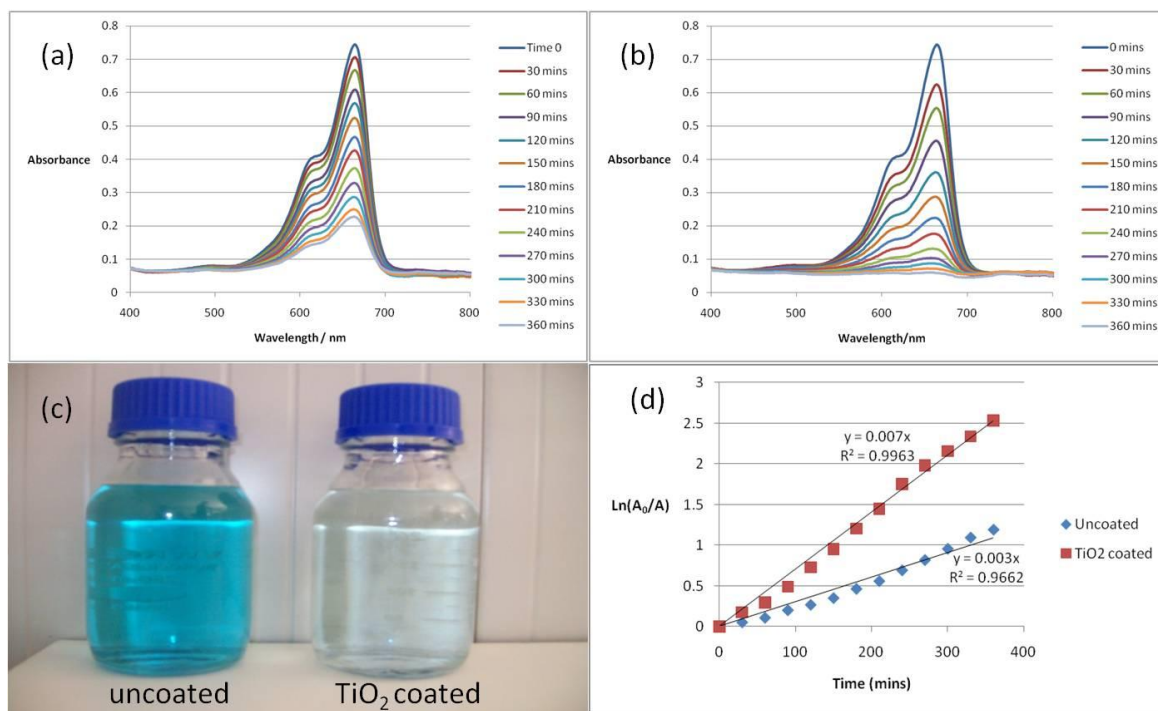 (a)
0.8
0.7
0.6
0.5
0.4
0.3
0.2
0.1
0
Absorbance
400
500
600
700
800
Wavelength / nm
Time 0
30 mins
60 mins
90 mins
120 mins
150 mins
180 mins
210 mins
240 mins
270 mins
300 mins
330 mins
360 mins
(b)
0.8
0.7
0.6
0.5
0.4
0.3
0.2
0.1
0
Absorbance
400
500
600
700
800
Wavelength/nm
0 mins
30 mins
60 mins
90 mins
120 mins
150 mins
180 mins
210 mins
240 mins
270 mins
300 mins
330 mins
360 mins
(c)
uncoated
TiO₂ coated
(d)
3
2.5
2
1.5
1
0.5
0
Ln(A₀/A)
y = 0.007x
R² = 0.9963
y = 0.003x
R² = 0.9662
0
100
200
300
400
Time (mins)
Uncoated
TiO2 coated